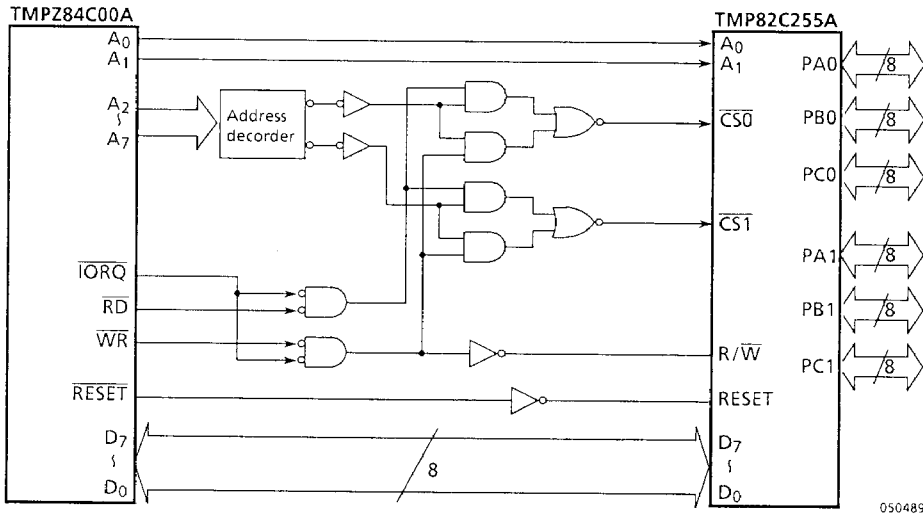 TMPZ84C00A
TMP82C255A
A0
A1
A2
~
A7
Address
decorder
IORQ
RD
WR
RESET
D7
~
D0
8
A0
A1
CS0
CS1
R/W
RESET
D7
~
D0
PA0
8
PB0
8
PC0
8
PA1
8
PB1
8
PC1
8
050489